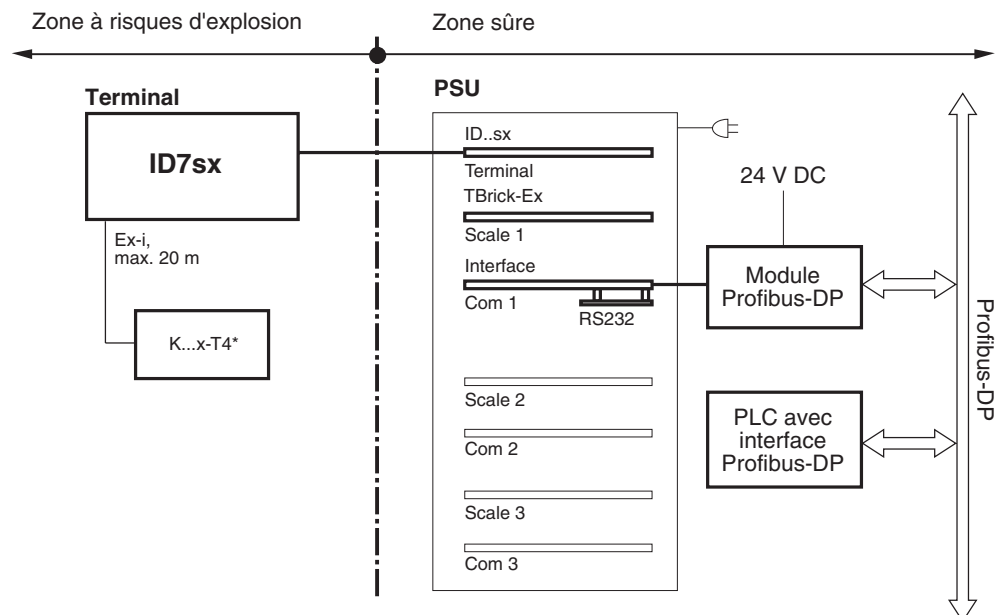 Zone à risques d'explosion
Zone sûre
Terminal
ID7sx
Ex-i,
max. 20 m
K...x-T4*
PSU
ID..sx
Terminal
TBrick-Ex
Scale 1
Interface
Com 1
RS232
Scale 2
Com 2
Scale 3
Com 3
24 V DC
Module
Profibus-DP
PLC avec
interface
Profibus-DP
Profibus-DP